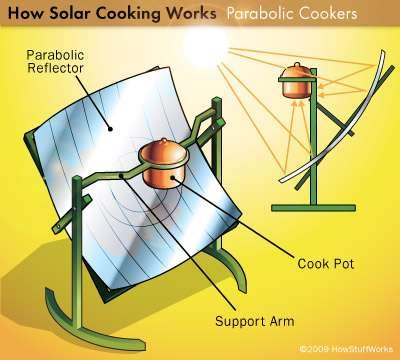 How Solar Cooking Works Parabolic Cookers
Parabolic
Reflector
Cook Pot
Support Arm
©2009 HowStuffWorks